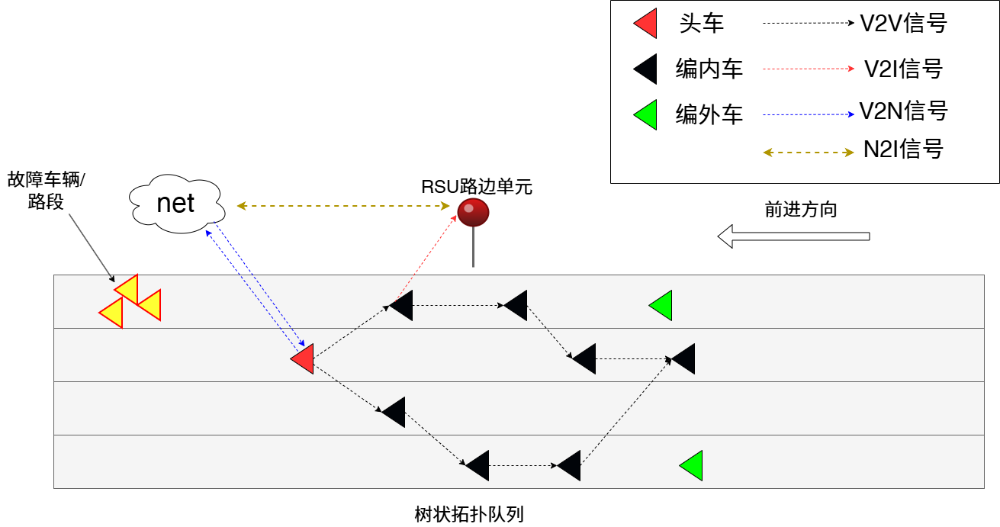 头车
V2V信号
编内车
V2I信号
编外车
V2N信号
N2I信号
故障车辆/
路段
net
RSU路边单元
前进方向
树状拓扑队列